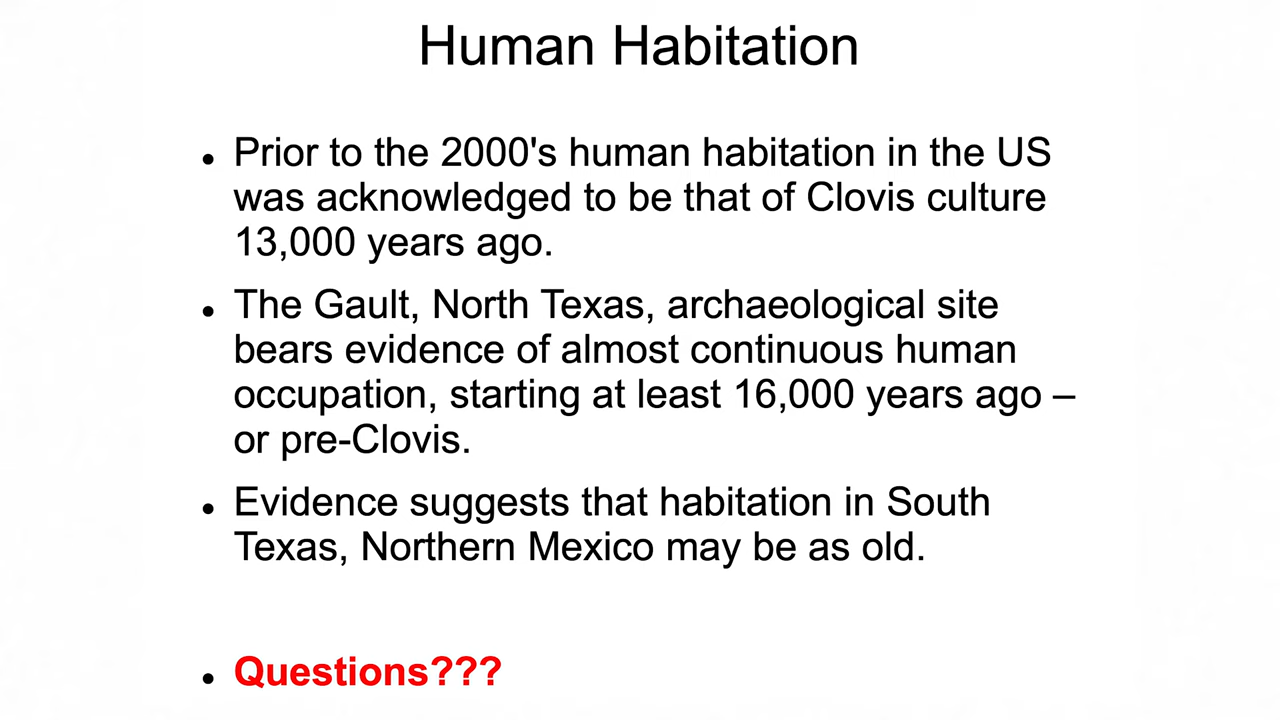 Human Habitation
● Prior to the 2000's human habitation in the US
was acknowledged to be that of Clovis culture
13,000 years ago.
● The Gault, North Texas, archaeological site
bears evidence of almost continuous human
occupation, starting at least 16,000 years ago –
or pre-Clovis.
● Evidence suggests that habitation in South
Texas, Northern Mexico may be as old.
● Questions???